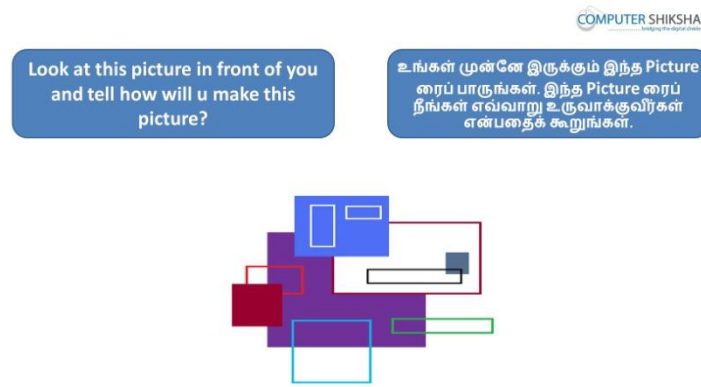 COMPUTER SHIKSHA
bridging the digital divide
Look at this picture in front of you
and tell how will u make this
picture?
உங்கள் முன்னே இருக்கும் இந்த Picture
ரைப் பாருங்கள். இந்த Picture ரைப்
நீங்கள் எவ்வாறு உருவாக்குவீர்கள்
என்பதைக் கூறுங்கள்.